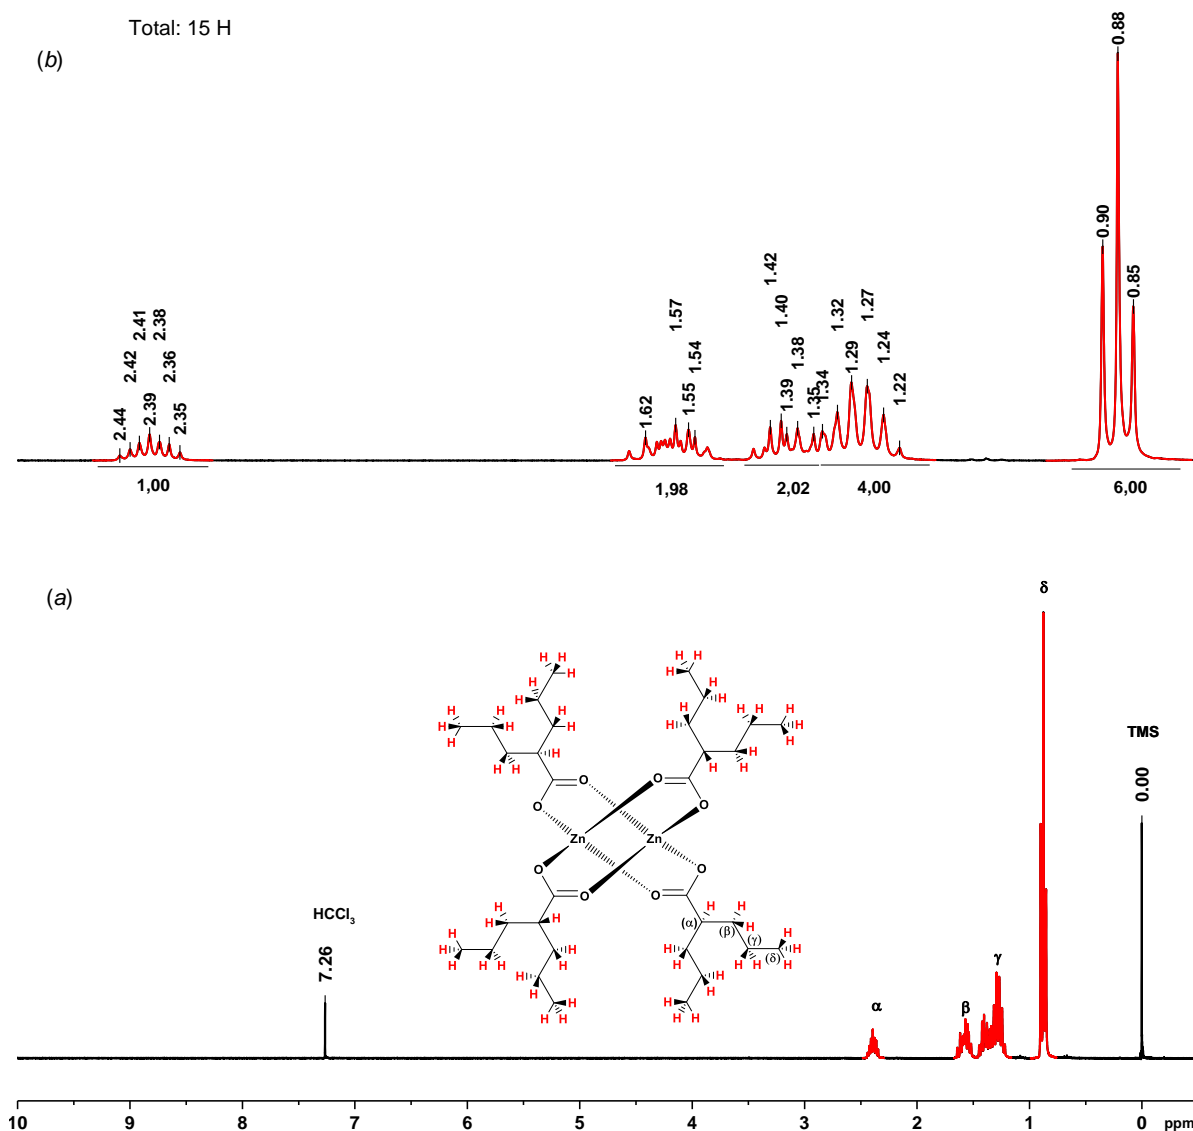 Total: 15 H
(b)
2.44 2.42 2.41 2.39 2.38 2.36 2.35
1.62 1.57 1.55 1.54
1.42 1.40 1.39 1.38 1.35 1.34 1.32 1.29 1.27 1.24 1.22
0.90 0.88 0.85
1,00 1,98 2,02 4,00 6,00
(a)
δ
H H H
H H H
H H H H
H H H H
H H H H
H H H H
H H H H H
O O O O
Zn Zn
O O O O
H H H H
(α) (β) (γ) (δ)
H H H H
H H H H
H H H H
H H H H
H H H H
HCCl3
7.26
α β γ
TMS
0.00
10 9 8 7 6 5 4 3 2 1 0 ppm